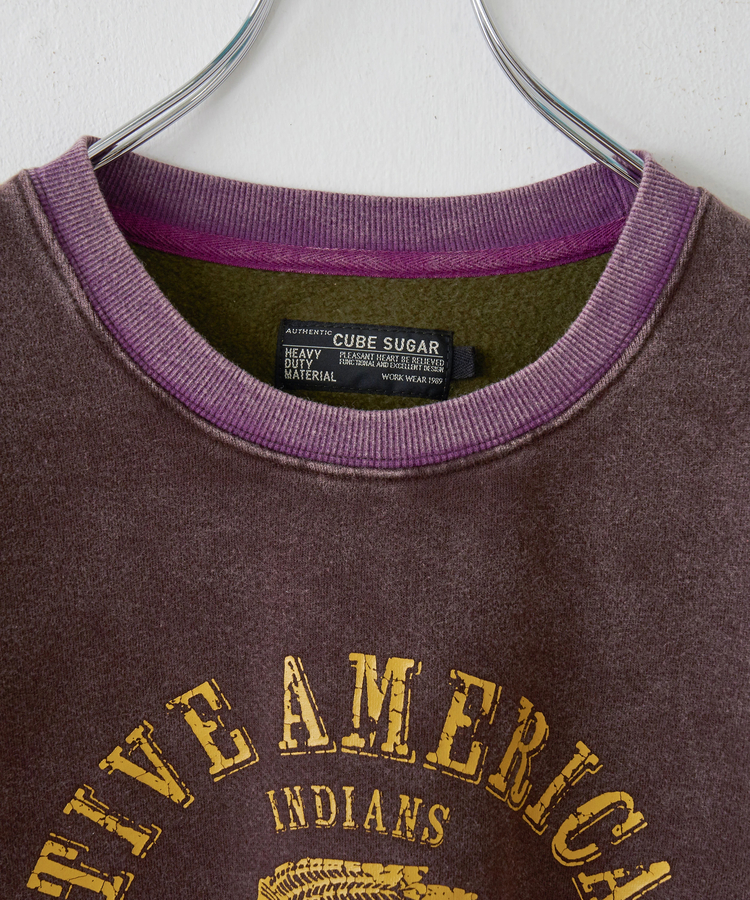 AUTHENTIC CUBE SUGAR
HEAVY DUTY MATERIAL
PLEASANT HEART BE RELIEVED
FUNCTIONAL AND EXCELLENT DESIGN
WORK WEAR 1989
TIVE AMERICA
INDIANS